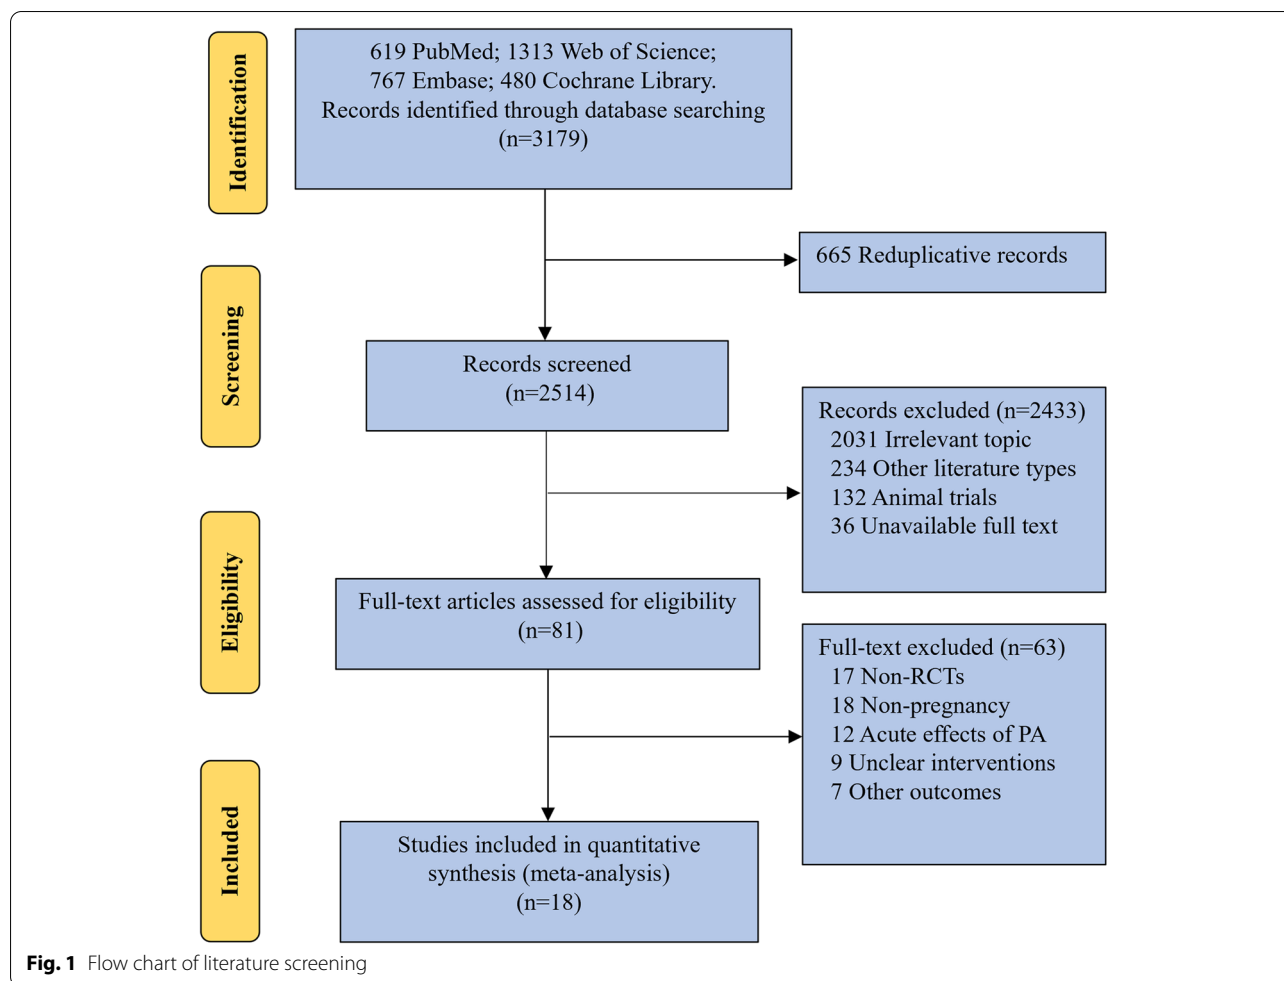 Identification
619 PubMed; 1313 Web of Science;
767 Embase; 480 Cochrane Library.
Records identified through database searching
(n=3179)
665 Reduplicative records
Screening
Records screened
(n=2514)
Records excluded (n=2433)
2031 Irrelevant topic
234 Other literature types
132 Animal trials
36 Unavailable full text
Eligibility
Full-text articles assessed for eligibility
(n=81)
Full-text excluded (n=63)
17 Non-RCTs
18 Non-pregnancy
12 Acute effects of PA
9 Unclear interventions
7 Other outcomes
Included
Studies included in quantitative
synthesis (meta-analysis)
(n=18)
Fig. 1 Flow chart of literature screening